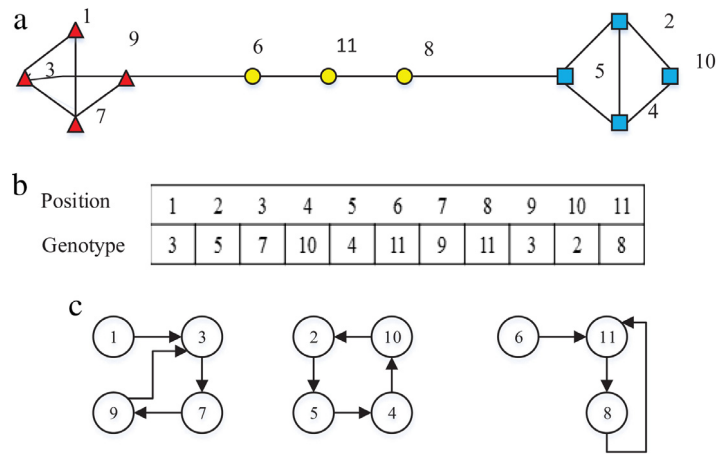 a
1 2
3 9 6 11 8 5 10
7 4
b
Position 1 2 3 4 5 6 7 8 9 10 11
Genotype 3 5 7 10 4 11 9 11 3 2 8
c
1 3 2 10 6 11
9 7 5 4 8